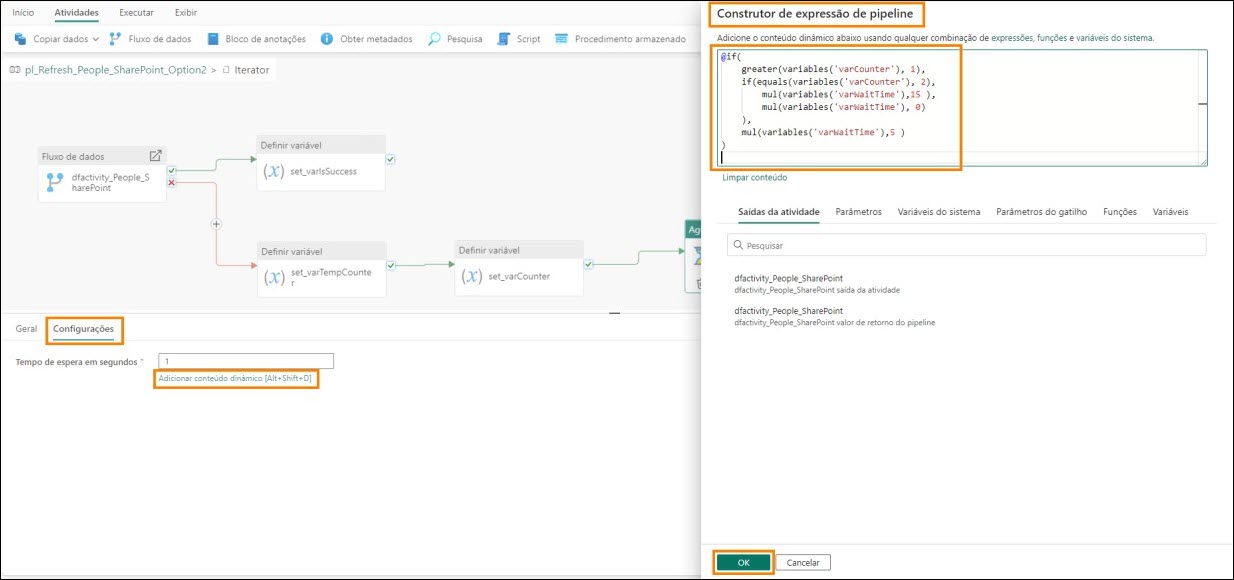 Início Atividades Executar Exibir
Copiar dados Fluxo de dados Bloco de anotações Obter metadados Pesquisa Script Procedimento armazenado
pl_Refresh_People_SharePoint_Option2 > Iterator
Fluxo de dados
dfactivity_People_S
harePoint
Definir variável
(x) set_varIsSuccess
Definir variável
(x) set_varTempCounte
r
Definir variável
(x) set_varCounter
Ag
Geral Configurações
Tempo de espera em segundos *
1
Adicionar conteúdo dinâmico [Alt+Shift+D]
Construtor de expressão de pipeline
Adicione o conteúdo dinâmico abaixo usando qualquer combinação de expressões, funções e variáveis do sistema.
@if(
greater(variables('varCounter'), 1),
if(equals(variables('varCounter'), 2),
mul(variables('varWaitTime'),15 ),
mul(variables('varWaitTime'), 0)
),
mul(variables('varWaitTime'),5 )
)
Limpar conteúdo
Saídas da atividade Parâmetros Variáveis do sistema Parâmetros do gatilho Funções Variáveis
Pesquisar
dfactivity_People_SharePoint
dfactivity_People_SharePoint saída da atividade
dfactivity_People_SharePoint
dfactivity_People_SharePoint valor de retorno do pipeline
OK Cancelar